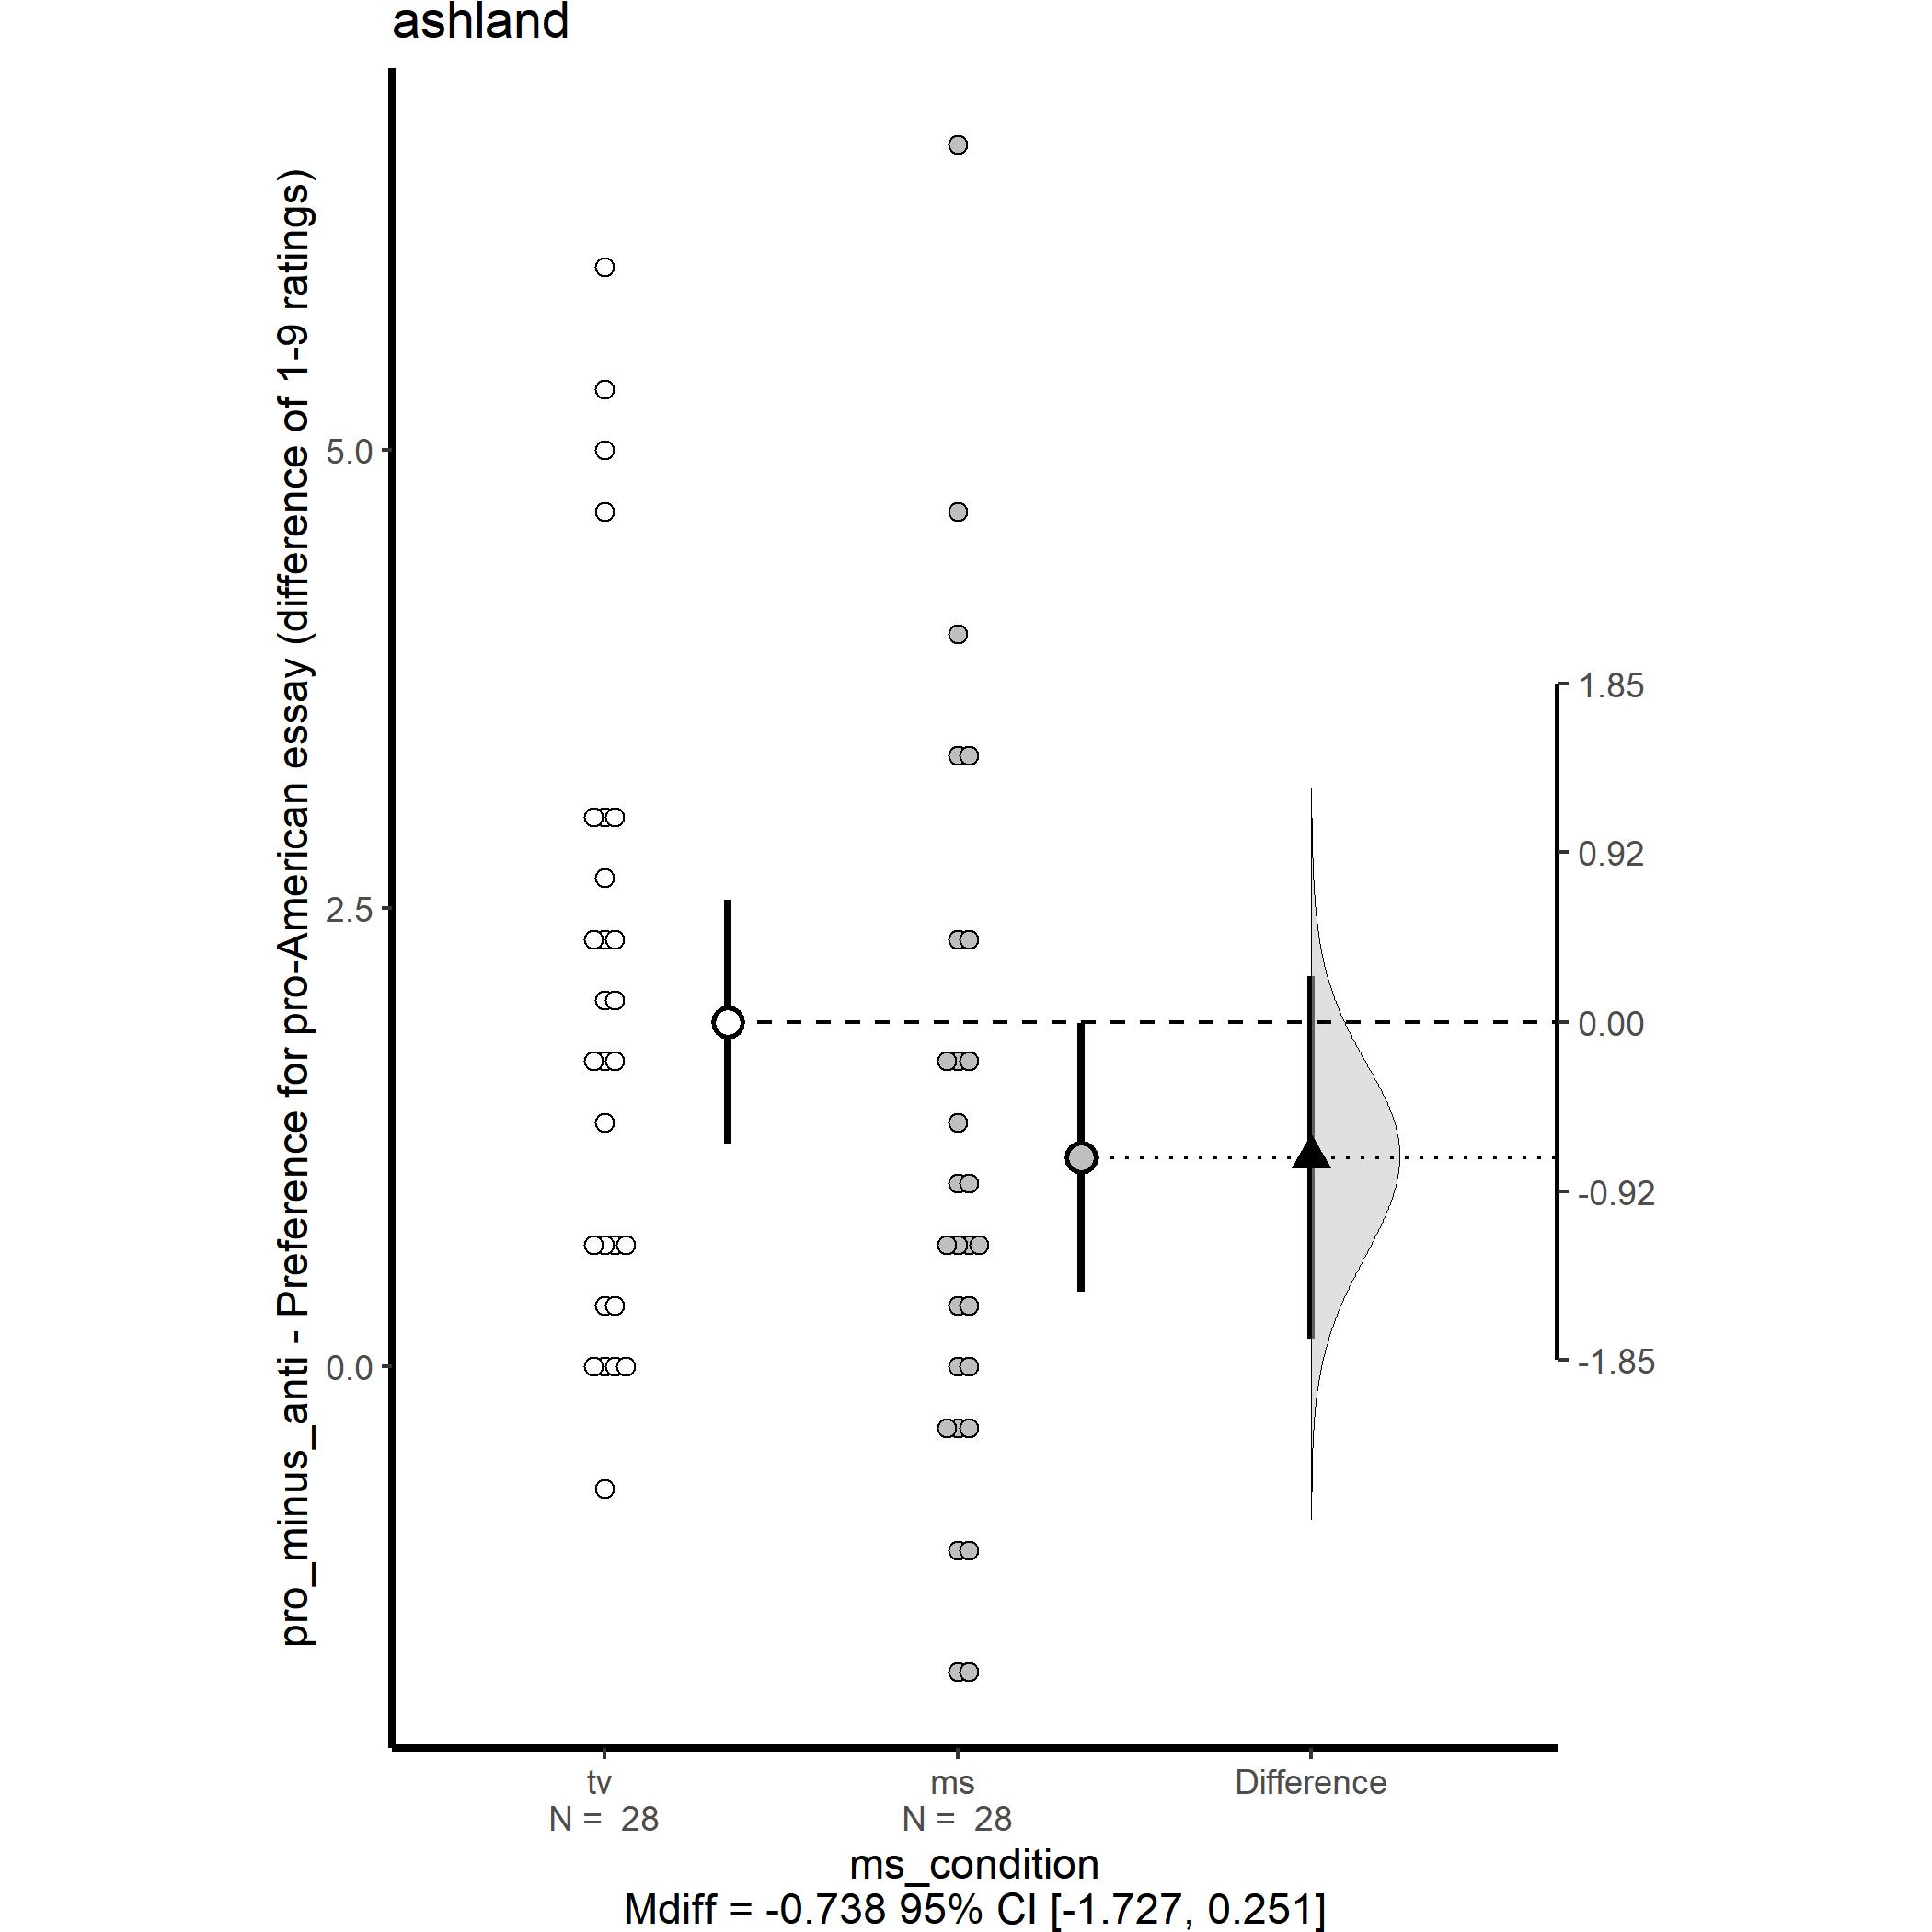 ashland
pro_minus_anti - Preference for pro-American essay (difference of 1-9 ratings)
5.0
2.5
0.0
1.85
0.92
0.00
-0.92
-1.85
tv
N =  28
ms
N =  28
Difference
ms_condition
Mdiff = -0.738 95% CI [-1.727, 0.251]